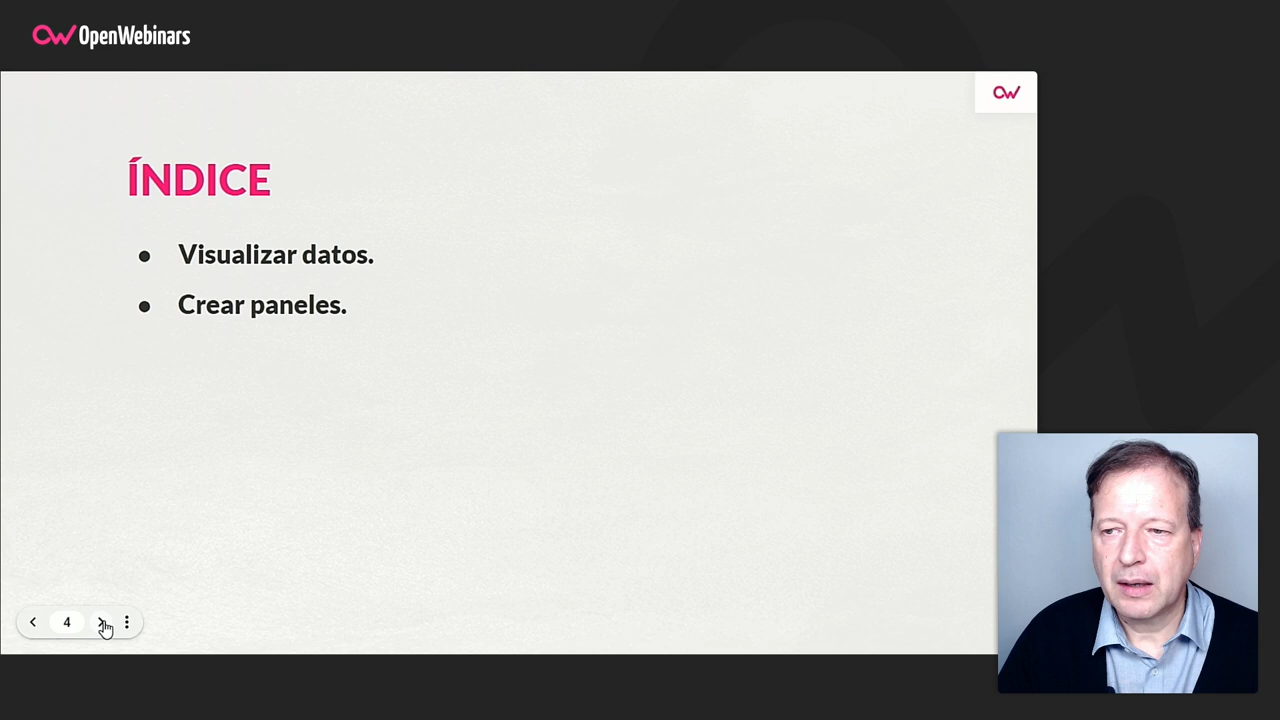 OpenWebinars
ÍNDICE
● Visualizar datos.
● Crear paneles.
4